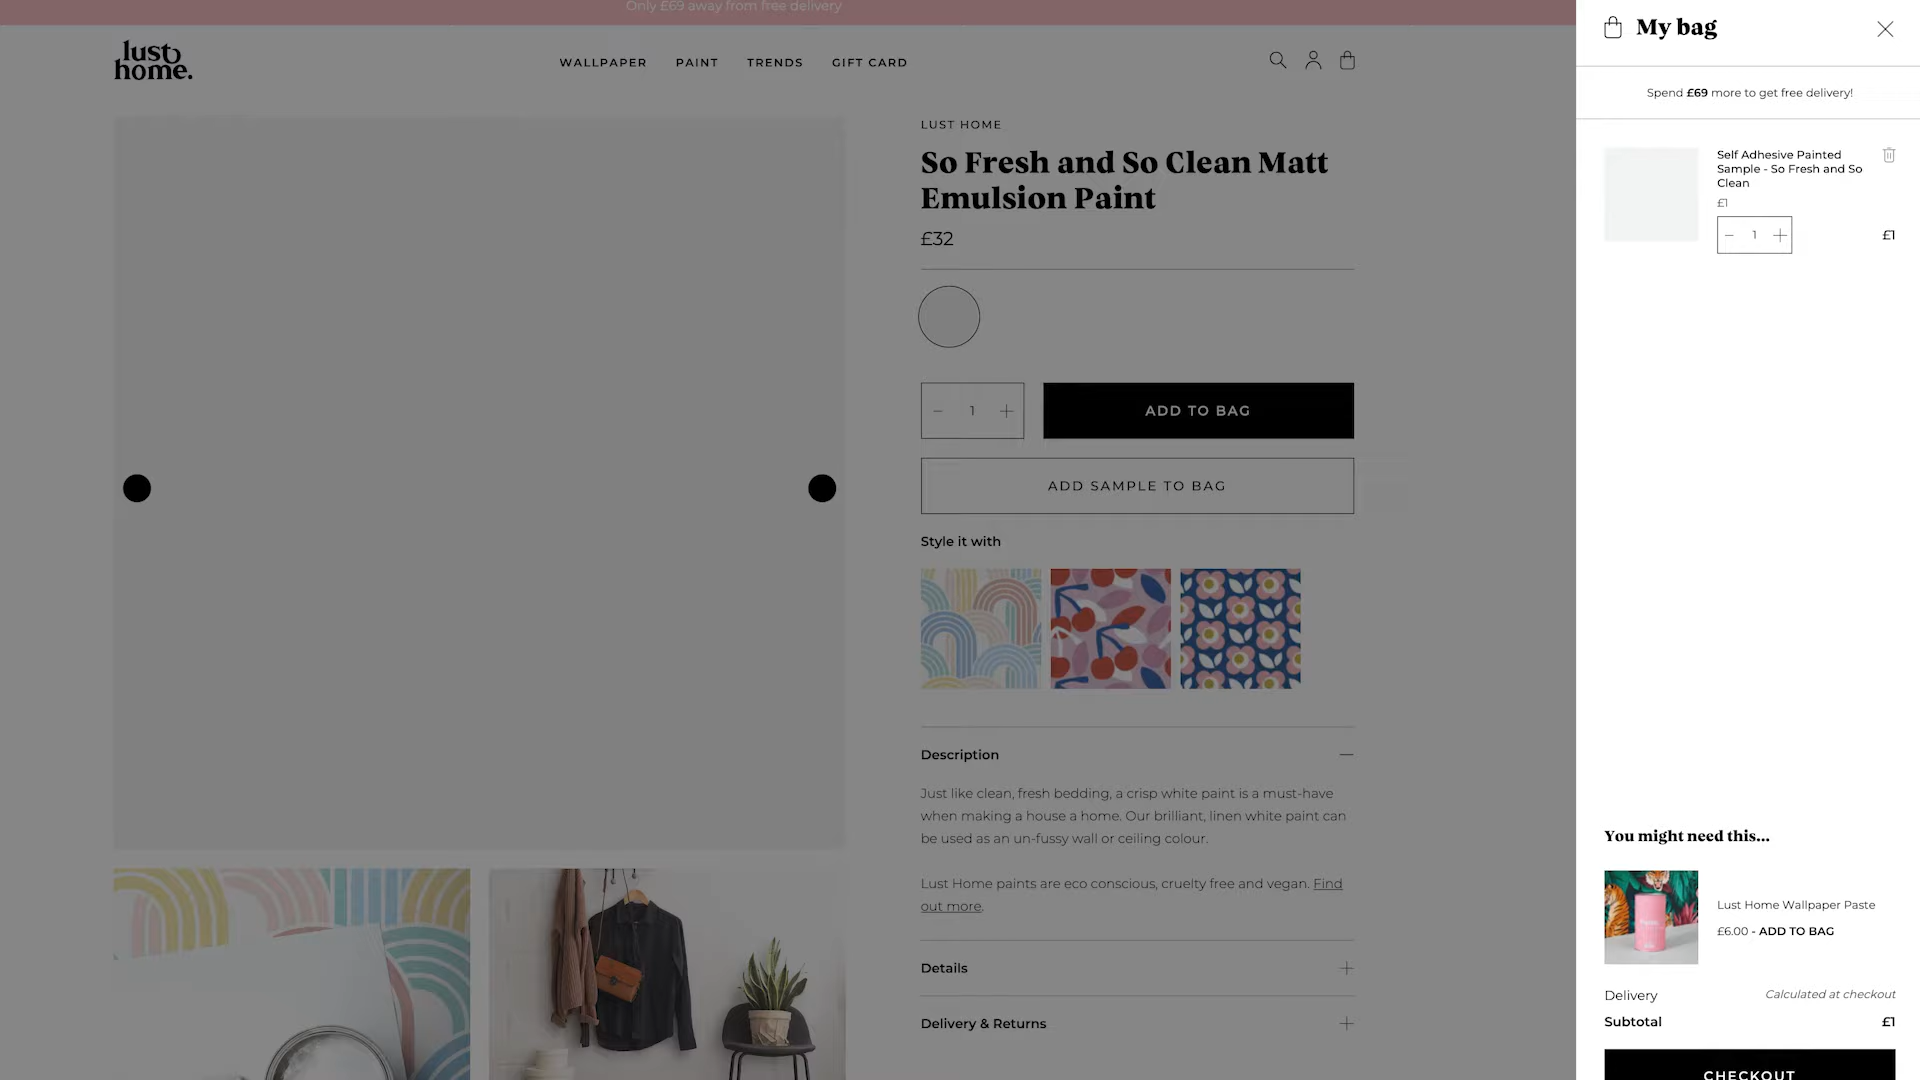 Only £69 away from free delivery
lust
home.
WALLPAPER
PAINT
TRENDS
GIFT CARD
LUST HOME
So Fresh and So Clean Matt
Emulsion Paint
£32
− 1 +
ADD TO BAG
ADD SAMPLE TO BAG
Style it with
Description
Just like clean, fresh bedding, a crisp white paint is a must-have
when making a house a home. Our brilliant, linen white paint can
be used as an un-fussy wall or ceiling colour.
Lust Home paints are eco conscious, cruelty free and vegan. Find
out more.
Details
Delivery & Returns
My bag
Spend £69 more to get free delivery!
Self Adhesive Painted
Sample - So Fresh and So
Clean
£1
− 1 +
£1
You might need this...
Lust Home Wallpaper Paste
£6.00 - ADD TO BAG
Delivery
Calculated at checkout
Subtotal
£1
CHECKOUT